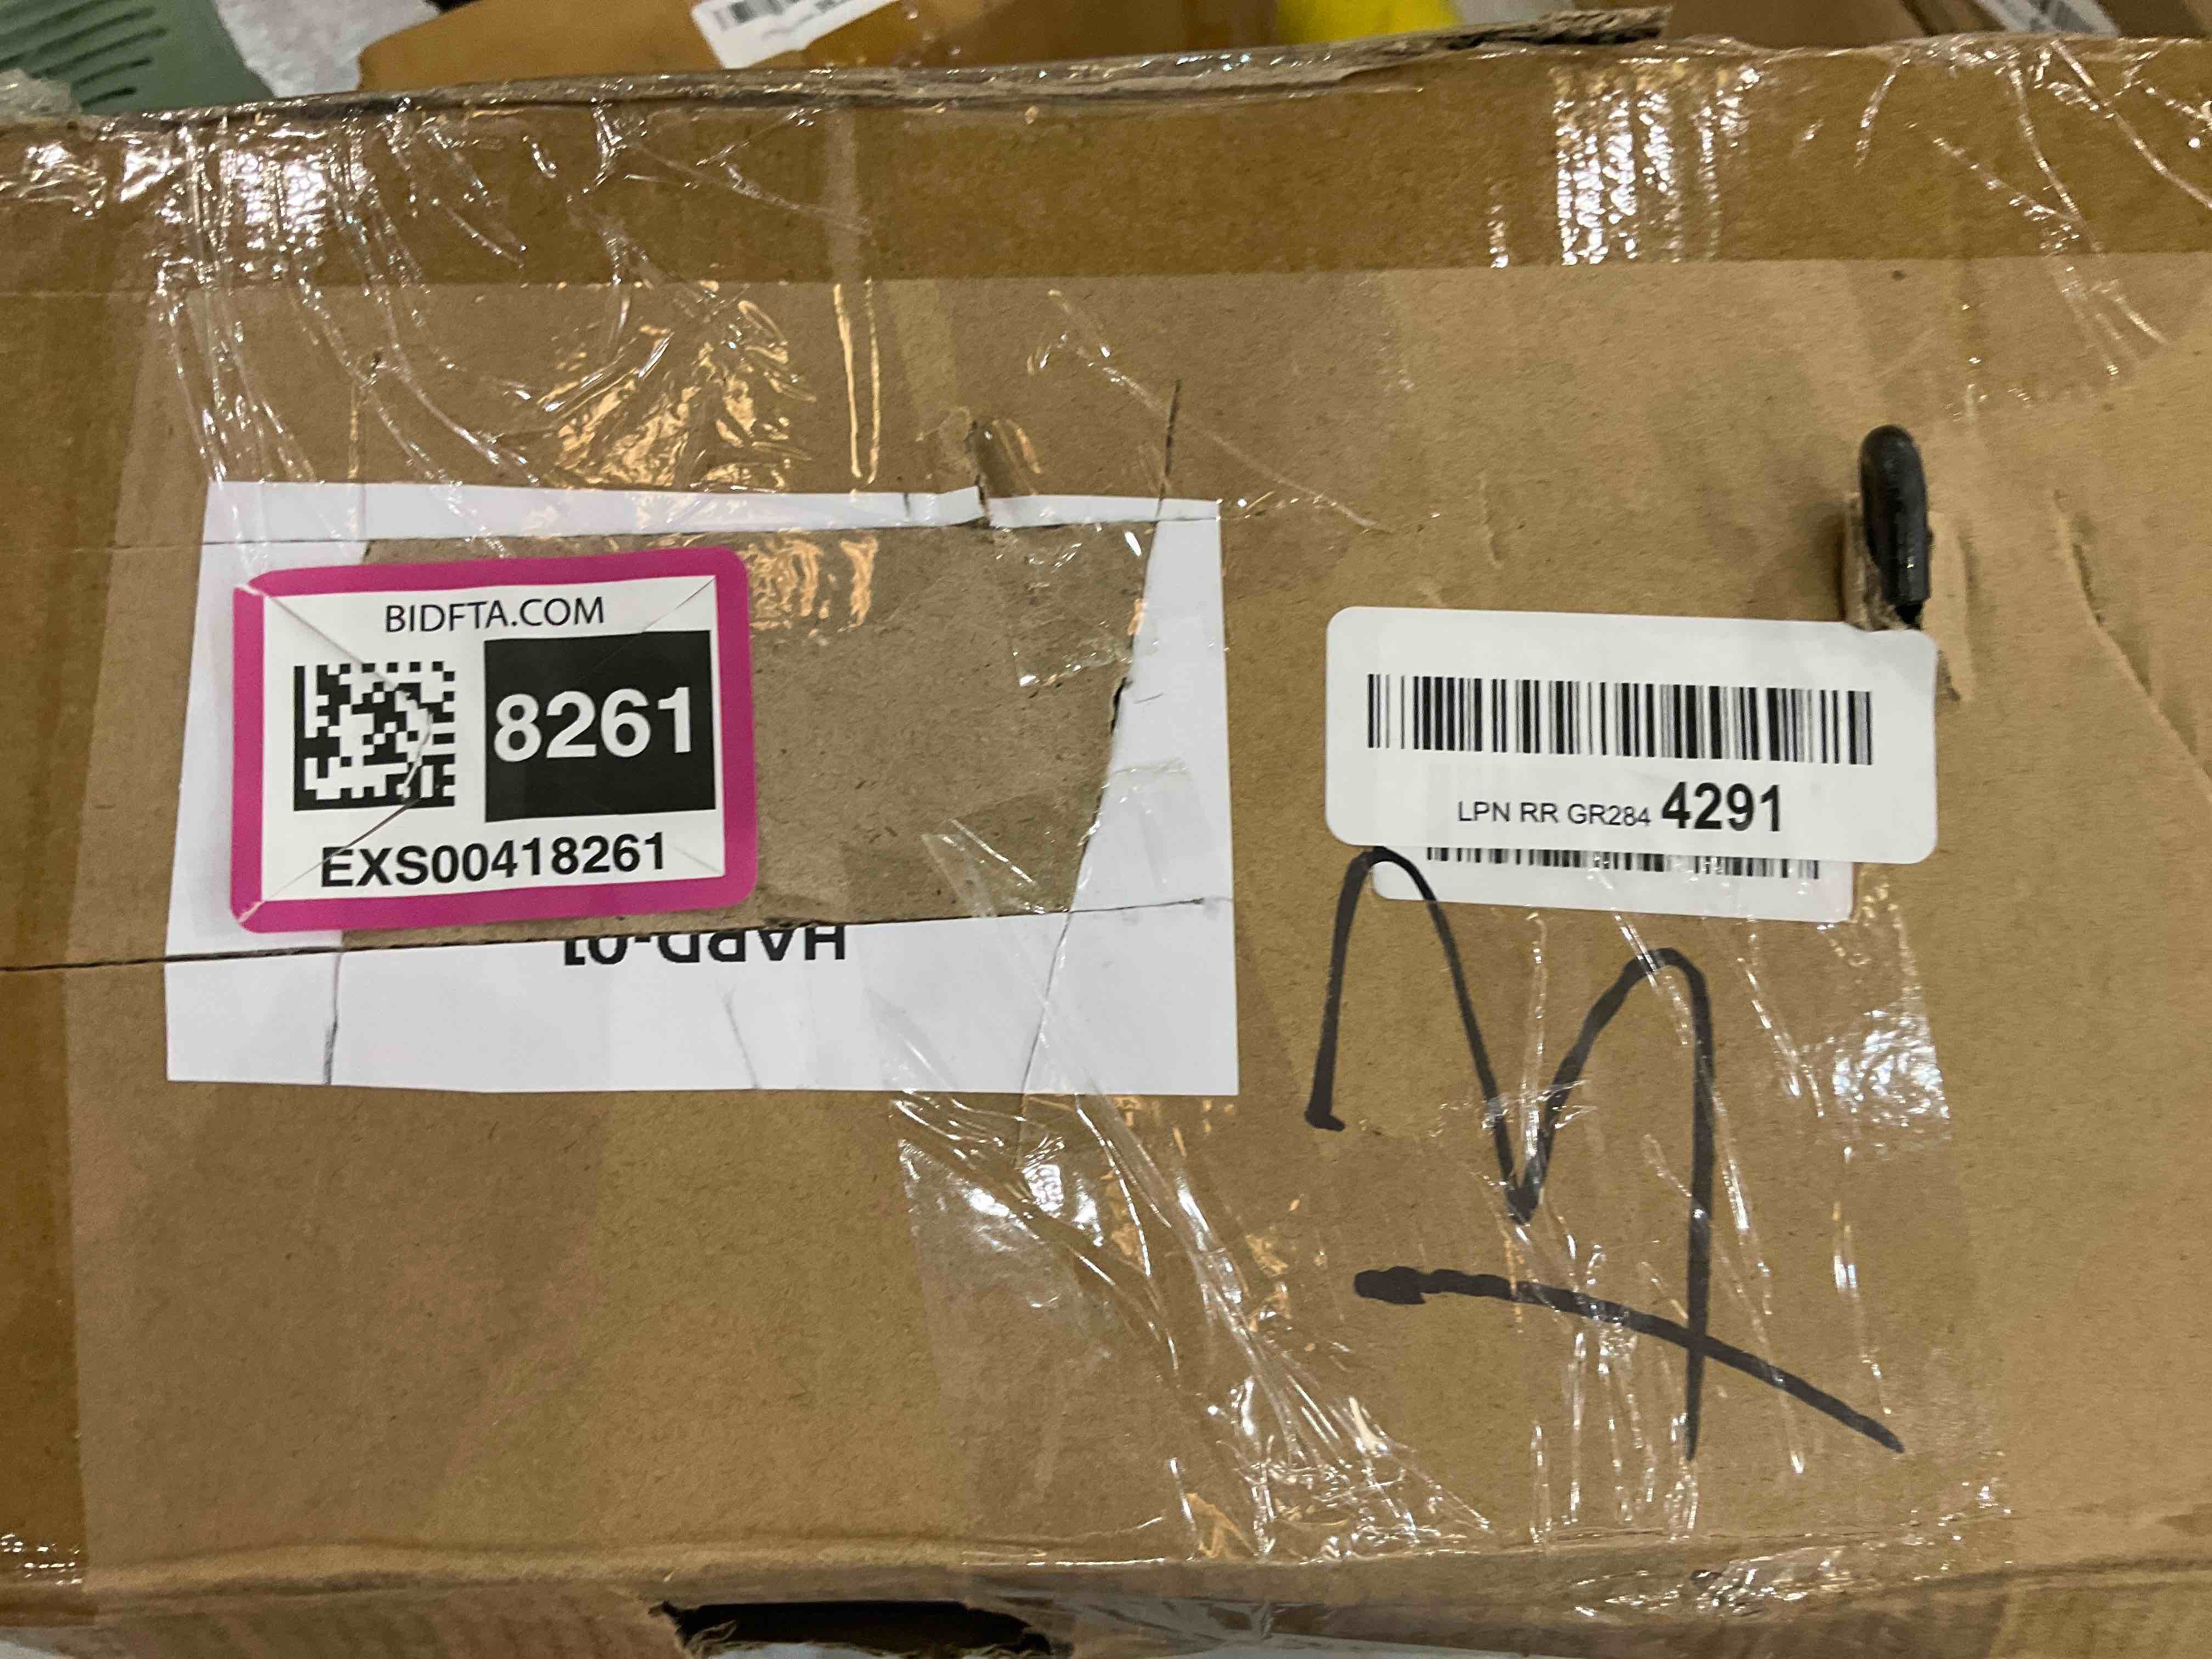 BIDFTA.COM
8261
EXS00418261
LPN RR GR284 4291
HARD-01